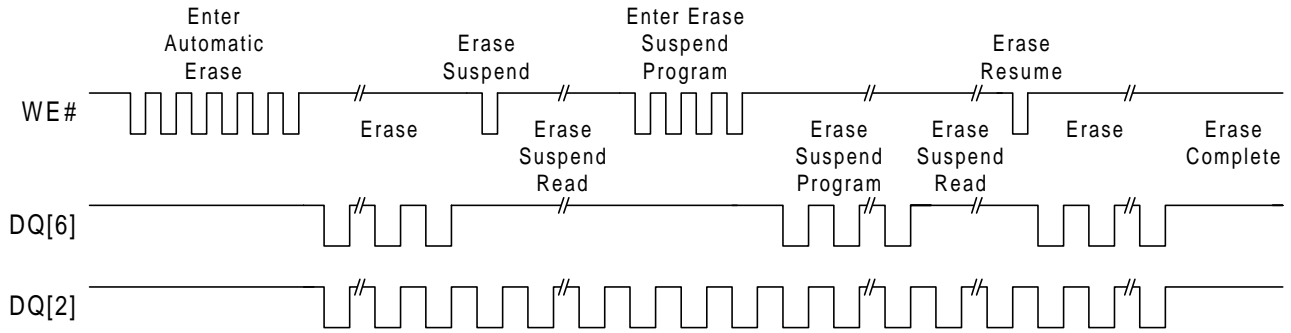 Enter
Automatic
Erase
Erase
Suspend
Enter Erase
Suspend
Program
Erase
Resume
WE#
Erase
Erase
Suspend
Read
Erase
Suspend
Program
Erase
Suspend
Read
Erase
Erase
Complete
DQ[6]
DQ[2]